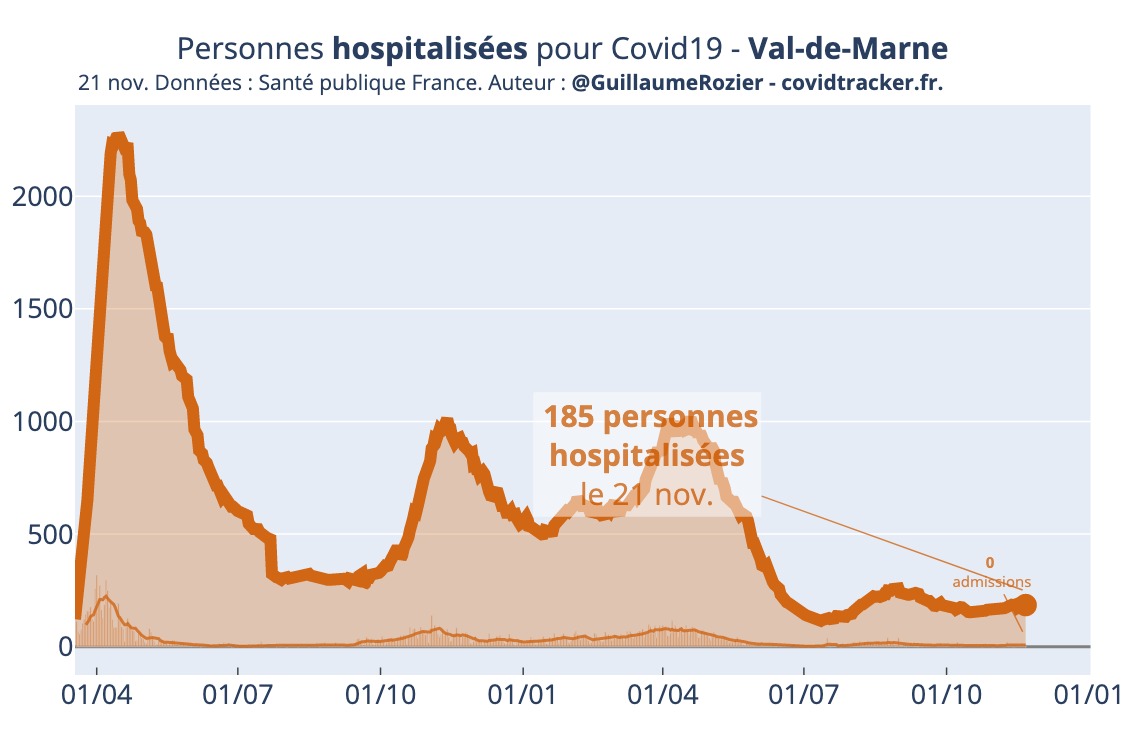 Personnes hospitalisées pour Covid19 - Val-de-Marne
21 nov. Données : Santé publique France. Auteur : @GuillaumeRozier - covidtracker.fr.
2000
1500
1000
500
0
185 personnes
hospitalisées
le 21 nov.
0
admissions
01/04
01/07
01/10
01/01
01/04
01/07
01/10
01/01